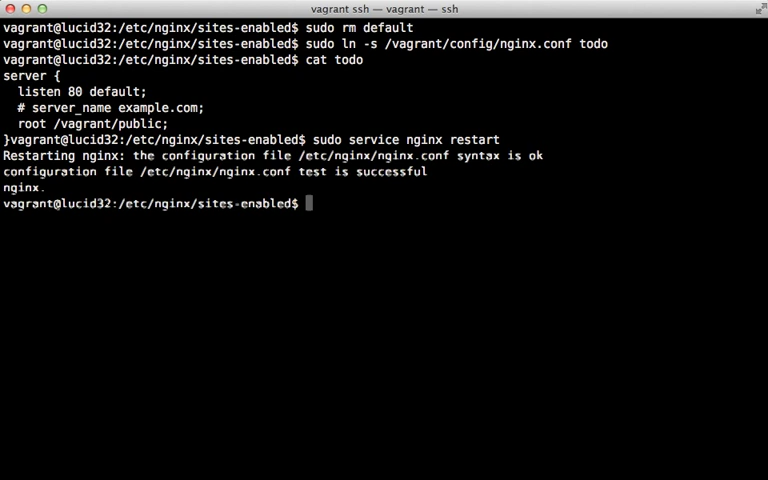 vagrant ssh — vagrant — ssh
vagrant@lucid32:/etc/nginx/sites-enabled$ sudo rm default
vagrant@lucid32:/etc/nginx/sites-enabled$ sudo ln -s /vagrant/config/nginx.conf todo
vagrant@lucid32:/etc/nginx/sites-enabled$ cat todo
server {
  listen 80 default;
  # server_name example.com;
  root /vagrant/public;
}vagrant@lucid32:/etc/nginx/sites-enabled$ sudo service nginx restart
Restarting nginx: the configuration file /etc/nginx/nginx.conf syntax is ok
configuration file /etc/nginx/nginx.conf test is successful
nginx.
vagrant@lucid32:/etc/nginx/sites-enabled$